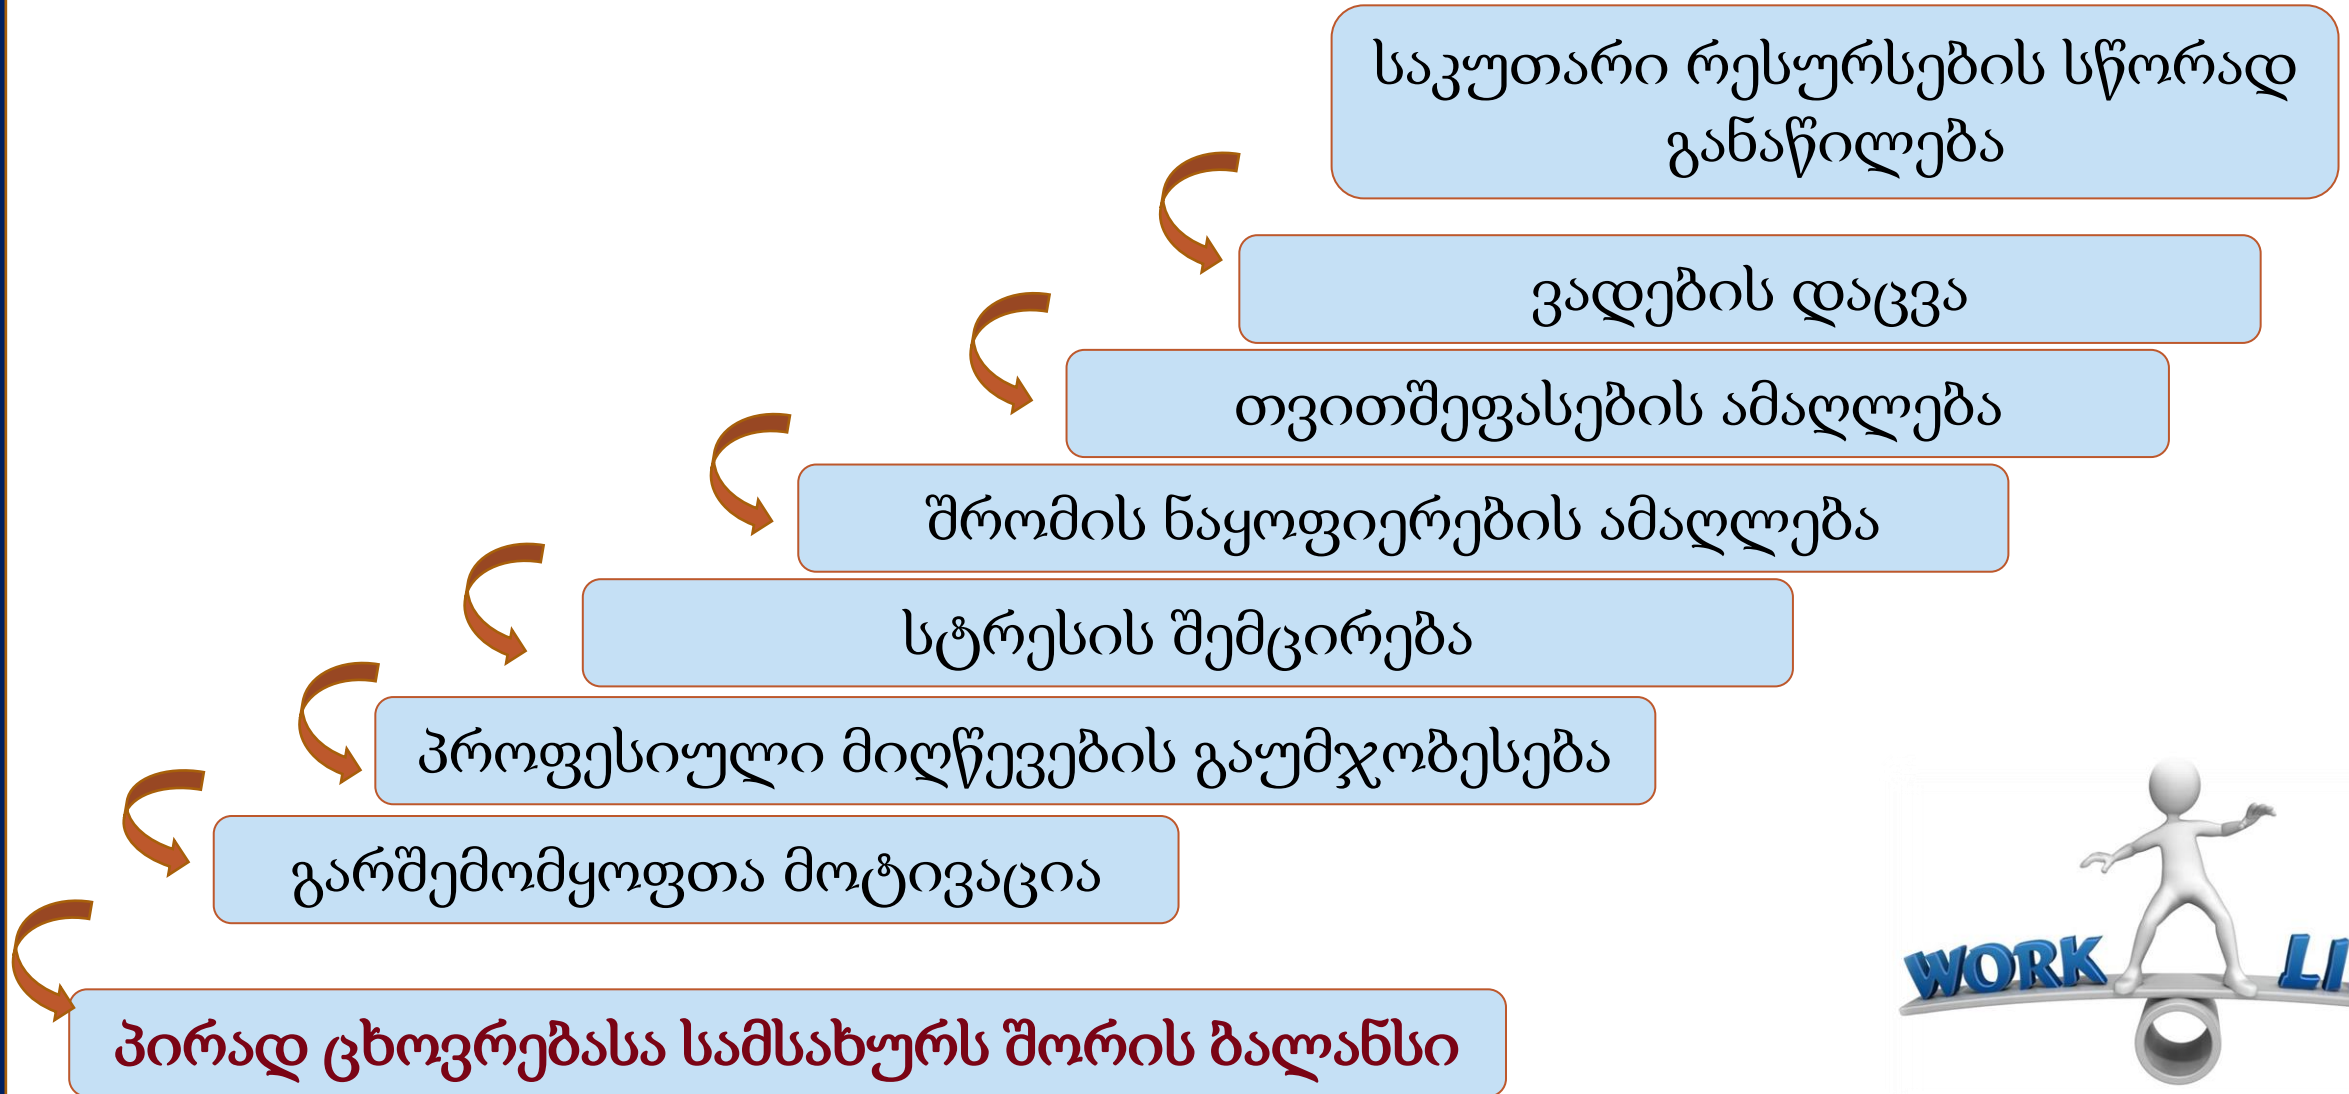 საკუთარი რესურსების სწორად
განაწილება
ვადების დაცვა
თვითშეფასების ამაღლება
შრომის ნაყოფიერების ამაღლება
სტრესის შემცირება
პროფესიული მიღწევების გაუმჯობესება
გარშემომყოფთა მოტივაცია
პირად ცხოვრებასა სამსახურს შორის ბალანსი
WORK LI